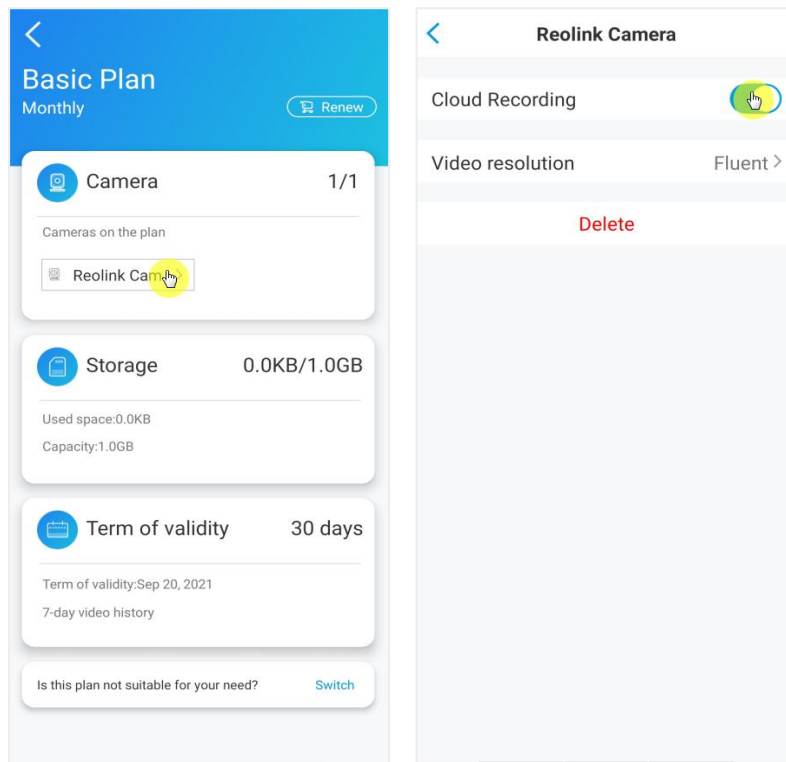 Basic Plan
Monthly
Renew
Camera 1/1
Cameras on the plan
Reolink Cam
Storage 0.0KB/1.0GB
Used space:0.0KB
Capacity:1.0GB
Term of validity 30 days
Term of validity:Sep 20, 2021
7-day video history
Is this plan not suitable for your need? Switch
Reolink Camera
Cloud Recording
Video resolution Fluent
Delete